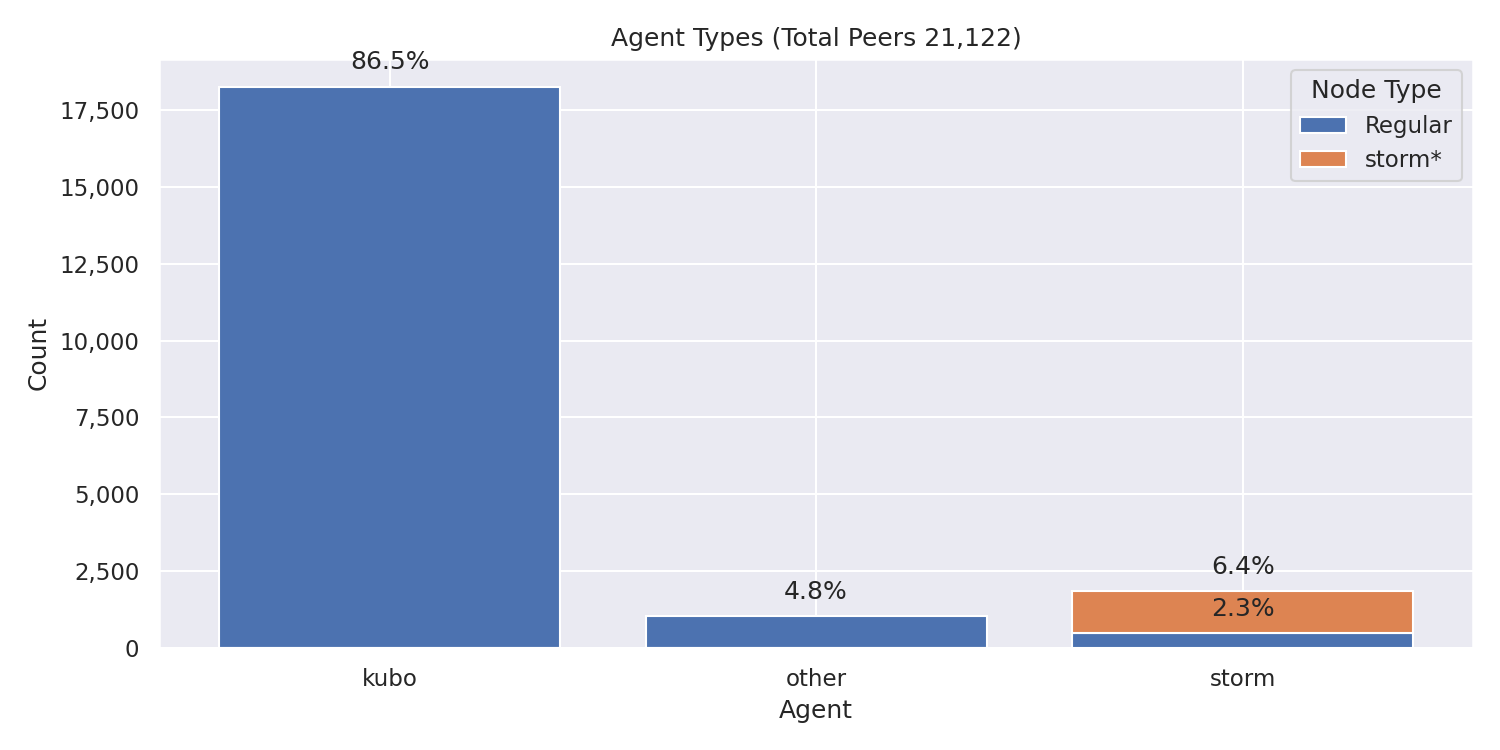 Agent Types (Total Peers 21,122)
86.5%
Node Type
Regular
storm*
17,500
15,000
12,500
10,000
7,500
5,000
2,500
0
Count
4.8%
6.4%
2.3%
kubo
other
storm
Agent